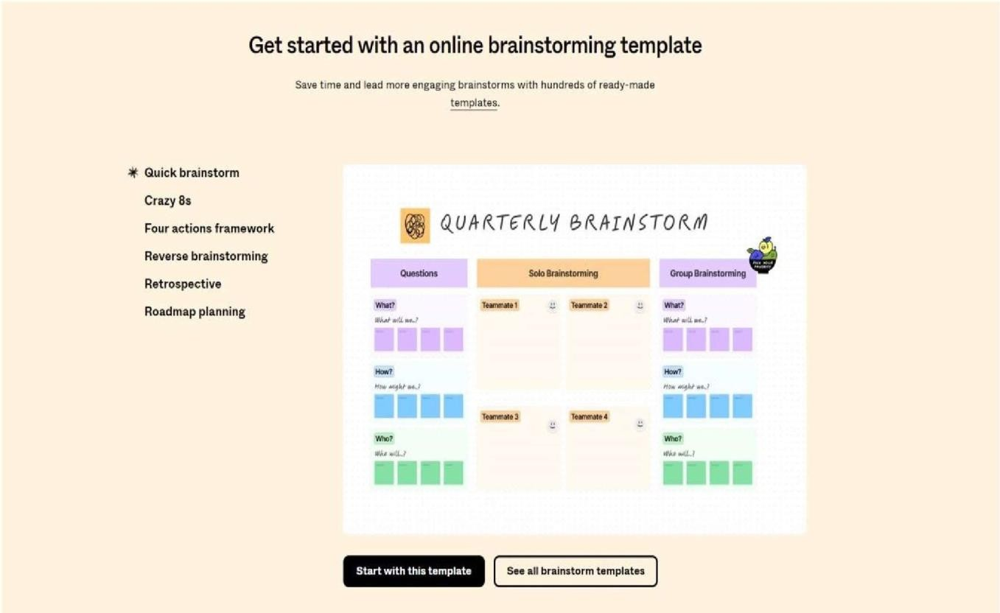 Get started with an online brainstorming template
Save time and lead more engaging brainstorms with hundreds of ready-made
templates.
Quick brainstorm
Crazy 8s
Four actions framework
Reverse brainstorming
Retrospective
Roadmap planning
QUARTERLY BRAINSTORM
PICK YOUR
FAVORITE
Questions
Solo Brainstorming
Group Brainstorming
What?
What will we..?
How?
How might we..?
Who?
Who will..?
Teammate 1
Teammate 2
Teammate 3
Teammate 4
What?
What will we..?
How?
How might we..?
Who?
Who will..?
Start with this template
See all brainstorm templates